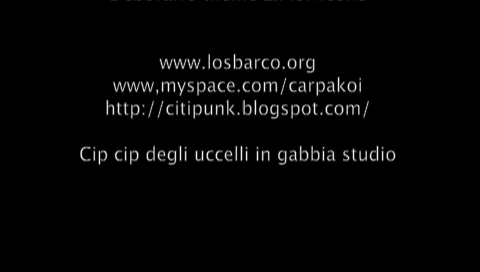 www.losbarco.org
www,myspace.com/carpakoi
http://citipunk.blogspot.com/
Cip cip degli uccelli in gabbia studio